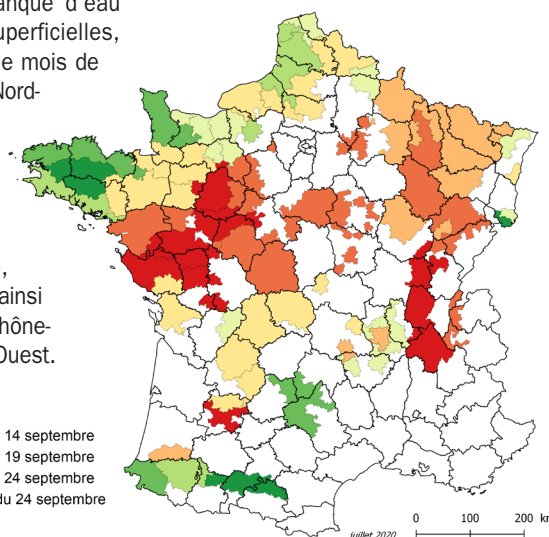 anque d'eau
uperficielles,
e mois de
Nord-
,
ainsi
hône-
Ouest.
14 septembre
19 septembre
24 septembre
du 24 septembre
juillet 2020
0 100 200 km